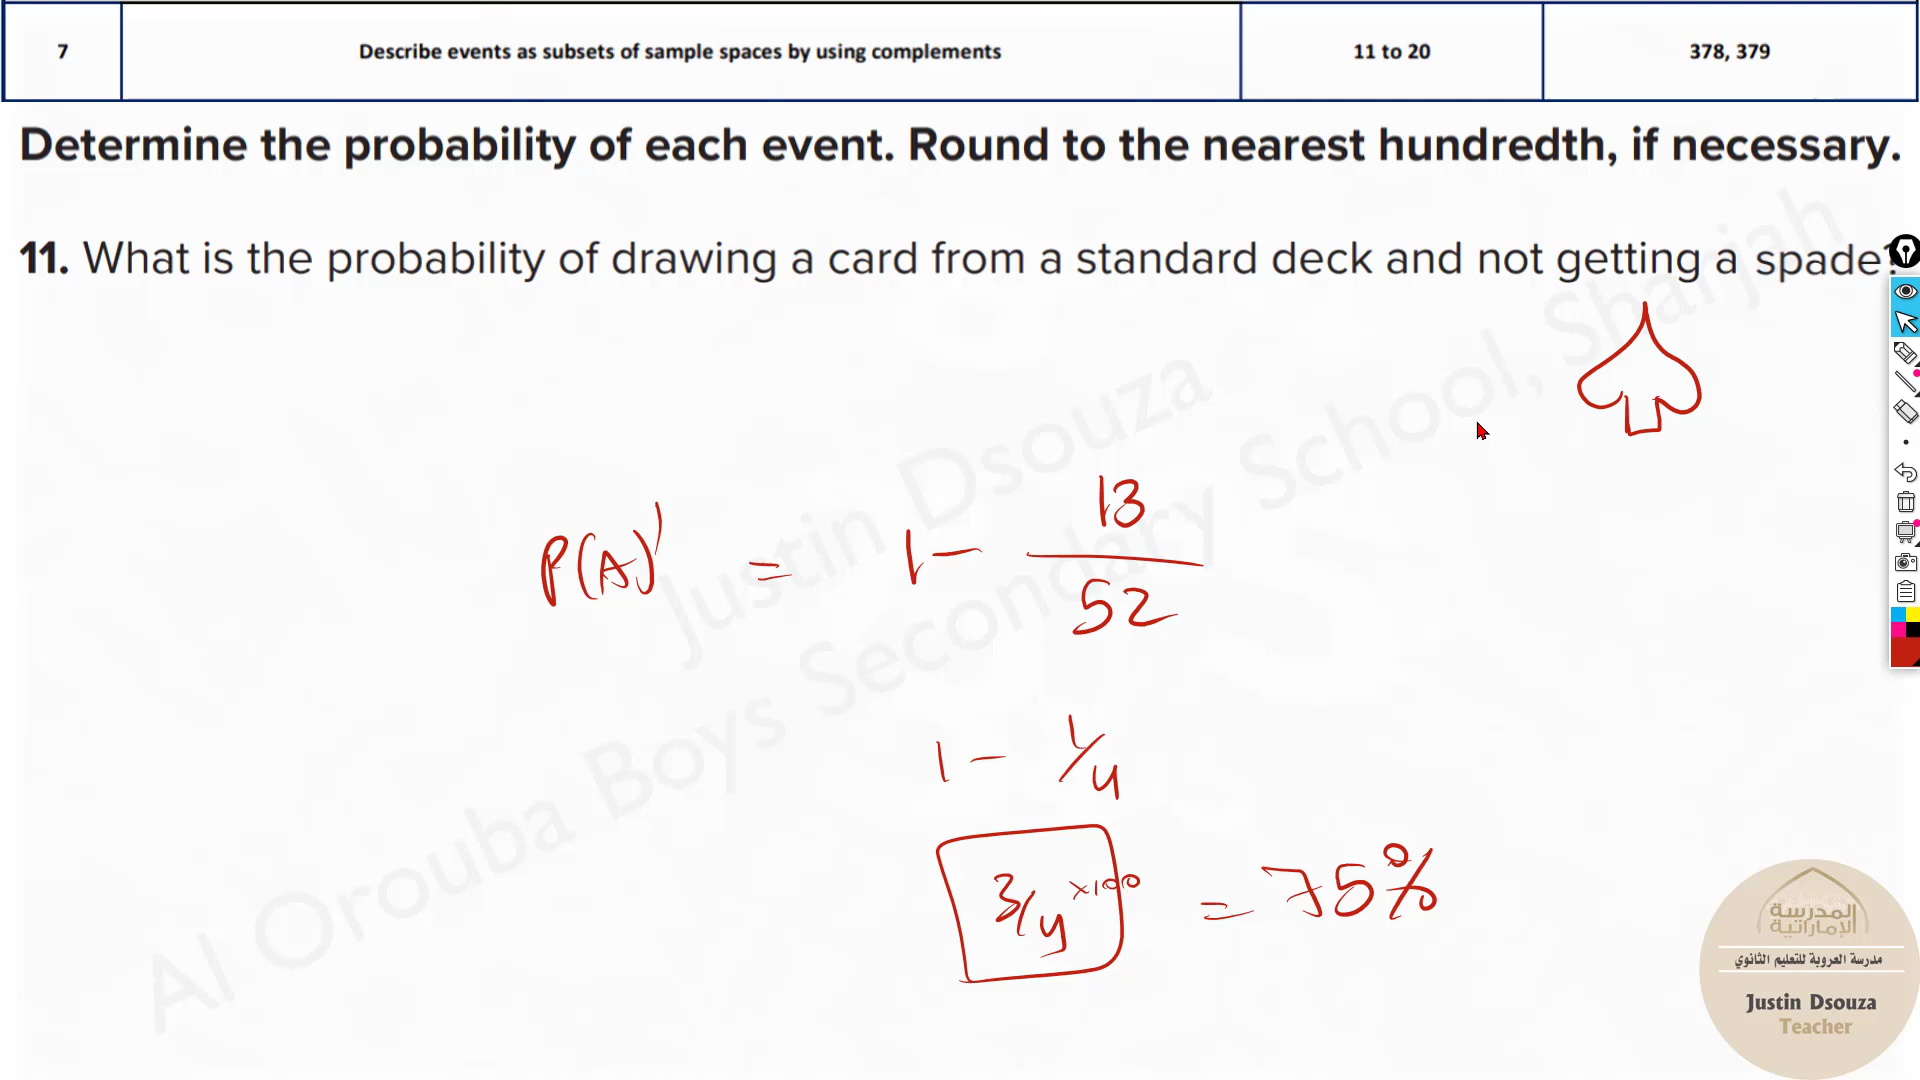 7 Describe events as subsets of sample spaces by using complements 11 to 20 378, 379
Determine the probability of each event. Round to the nearest hundredth, if necessary.
11. What is the probability of drawing a card from a standard deck and not getting a spade?
P(A)' = 1 - 13/52
1 - 1/4
3/4 ×100 = 75%
Justin Dsouza
Al Orouba Boys Secondary School, Sharjah
المدرسة
الإماراتية
مدرسة العروبة للتعليم الثانوي
Justin Dsouza
Teacher